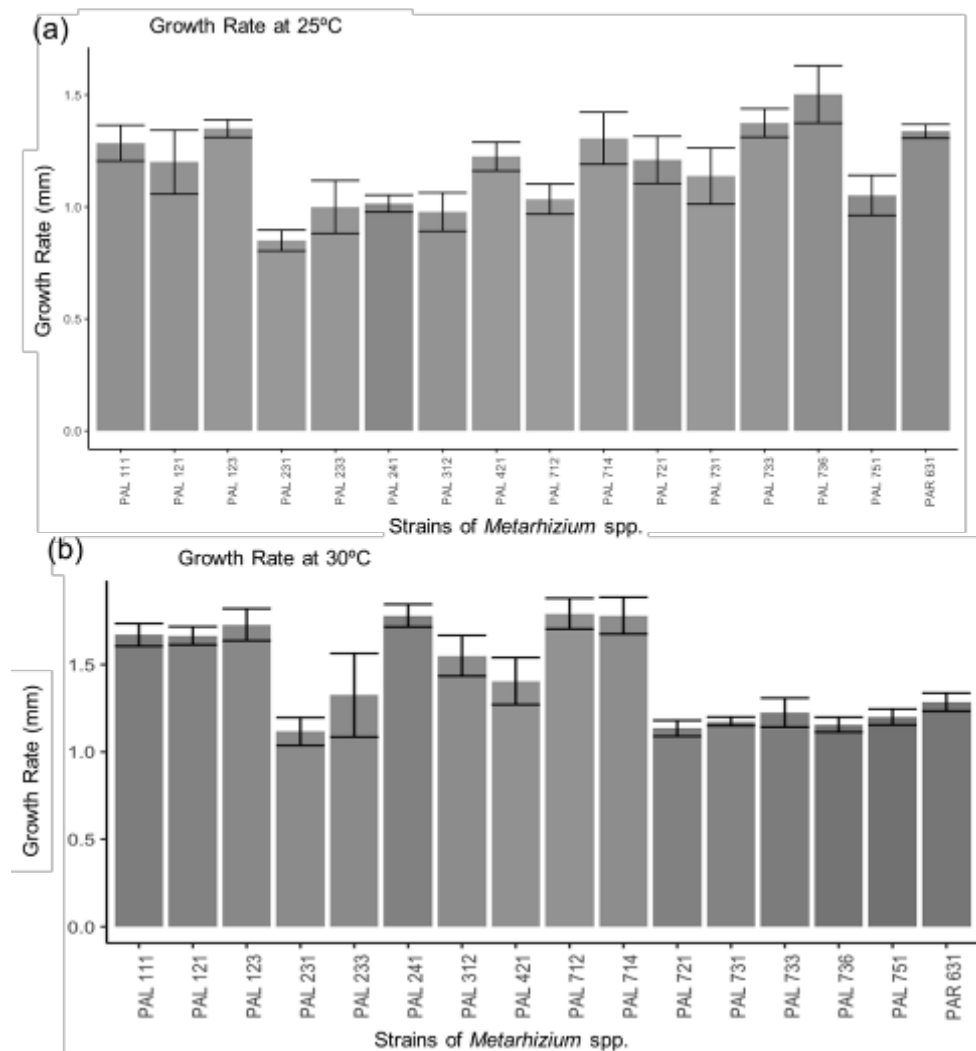 (a)
Growth Rate at 25ºC
Growth Rate (mm)
1.5
1.0
0.5
0.0
PAL 111
PAL 121
PAL 123
PAL 231
PAL 233
PAL 241
PAL 312
PAL 421
PAL 712
PAL 714
PAL 721
PAL 731
PAL 733
PAL 736
PAL 751
PAR 631
Strains of Metarhizium spp.
(b)
Growth Rate at 30ºC
Growth Rate (mm)
1.5
1.0
0.5
0.0
PAL 111
PAL 121
PAL 123
PAL 231
PAL 233
PAL 241
PAL 312
PAL 421
PAL 712
PAL 714
PAL 721
PAL 731
PAL 733
PAL 736
PAL 751
PAR 631
Strains of Metarhizium spp.